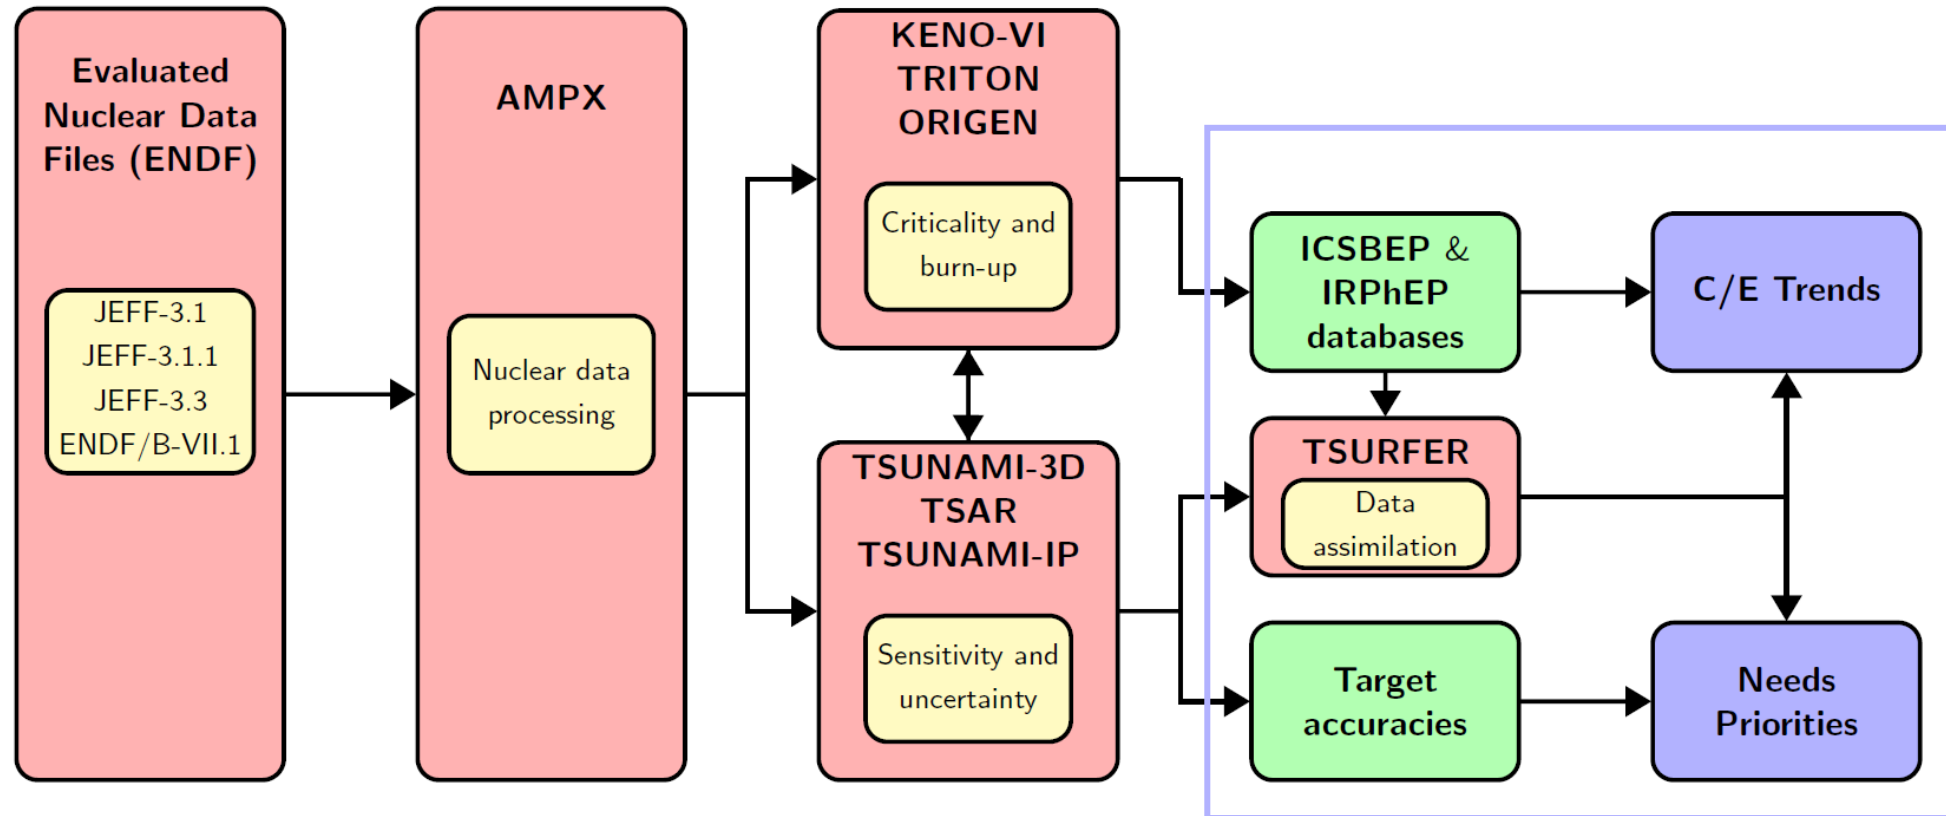 Evaluated
Nuclear Data
Files (ENDF)
JEFF-3.1
JEFF-3.1.1
JEFF-3.3
ENDF/B-VII.1
AMPX
Nuclear data
processing
KENO-VI
TRITON
ORIGEN
Criticality and
burn-up
TSUNAMI-3D
TSAR
TSUNAMI-IP
Sensitivity and
uncertainty
ICSBEP &
IRPhEP
databases
TSURFER
Data
assimilation
Target
accuracies
C/E Trends
Needs
Priorities